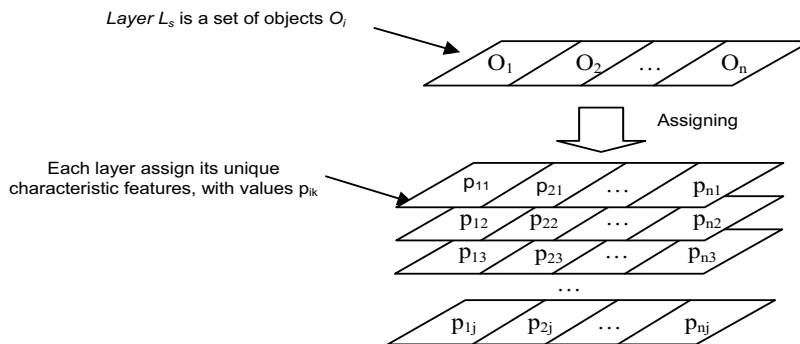 Layer Lₛ is a set of objects Oᵢ
O₁ O₂ … Oₙ
Assigning
Each layer assign its unique
characteristic features, with values pᵢₖ
p₁₁ p₂₁ … pₙ₁
p₁₂ p₂₂ … pₙ₂
p₁₃ p₂₃ … pₙ₃
…
p₁ⱼ p₂ⱼ … pₙⱼ